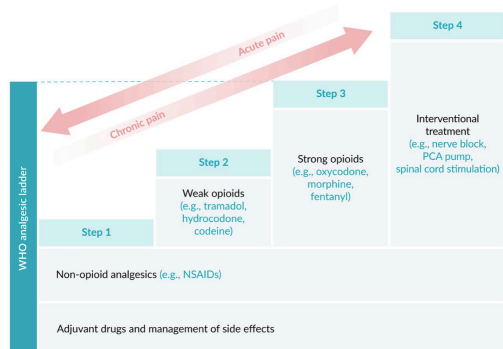 Step 4
Acute pain
Chronic pain
Step 3
Interventional
treatment
(e.g., nerve block,
PCA pump,
spinal cord stimulation)
Strong opioids
(e.g., oxycodone,
morphine,
fentanyl)
Step 2
Weak opioids
(e.g., tramadol,
hydrocodone,
codeine)
Step 1
WHO analgesic ladder
Non-opioid analgesics (e.g., NSAIDs)
Adjuvant drugs and management of side effects